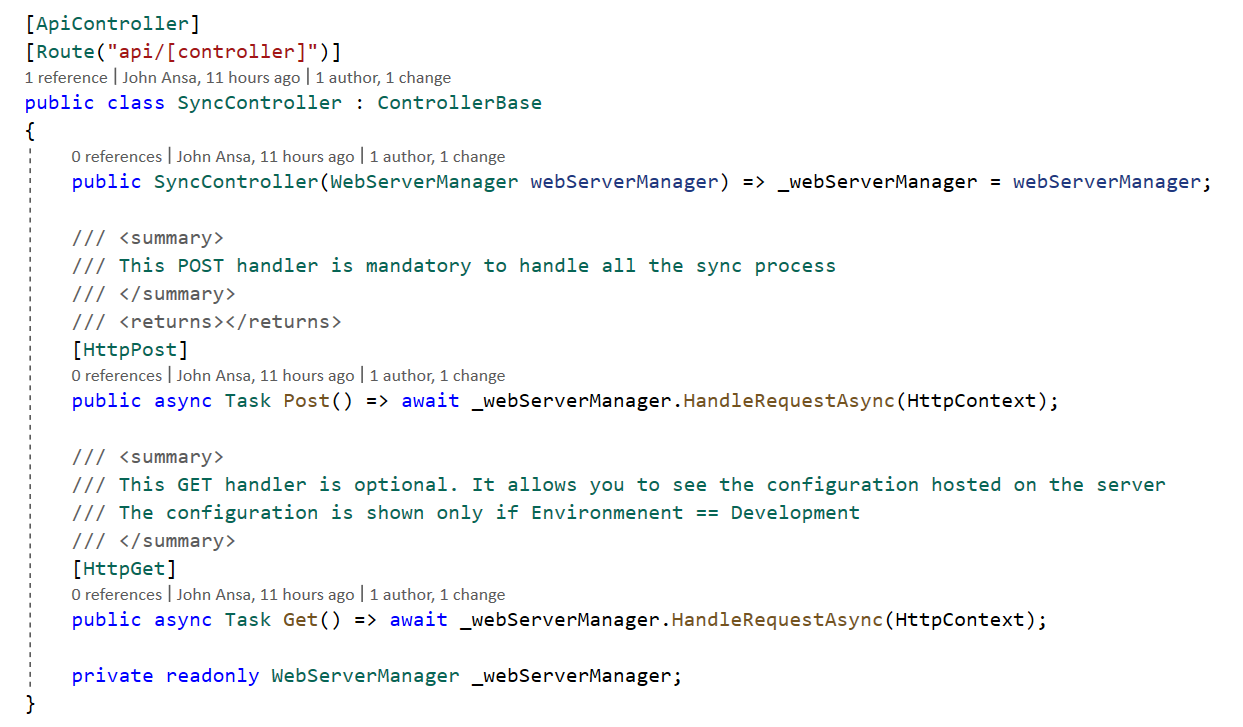 [ApiController]
[Route("api/[controller]")]
1 reference | John Ansa, 11 hours ago | 1 author, 1 change
public class SyncController : ControllerBase
{
0 references | John Ansa, 11 hours ago | 1 author, 1 change
public SyncController(WebServerManager webServerManager) => _webServerManager = webServerManager;
/// <summary>
/// This POST handler is mandatory to handle all the sync process
/// </summary>
/// <returns></returns>
[HttpPost]
0 references | John Ansa, 11 hours ago | 1 author, 1 change
public async Task Post() => await _webServerManager.HandleRequestAsync(HttpContext);
/// <summary>
/// This GET handler is optional. It allows you to see the configuration hosted on the server
/// The configuration is shown only if Environmenent == Development
/// </summary>
[HttpGet]
0 references | John Ansa, 11 hours ago | 1 author, 1 change
public async Task Get() => await _webServerManager.HandleRequestAsync(HttpContext);
private readonly WebServerManager _webServerManager;
}